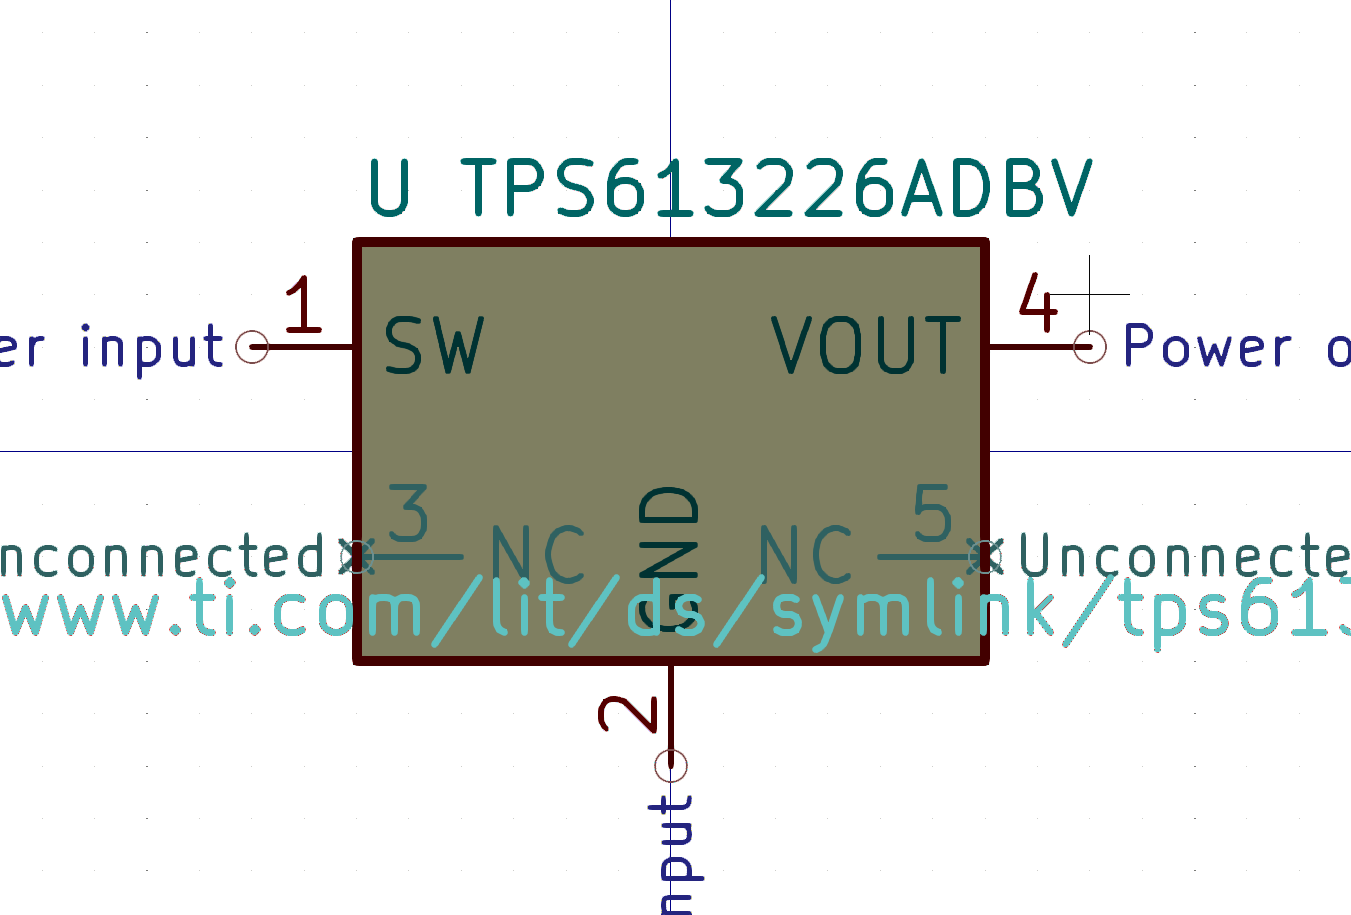 U TPS613226ADBV
1 4
er input SW VOUT Power o
3 NC GND NC 5
nconnected Unconnecte
www.ti.com/lit/ds/symlink/tps613
2
nput